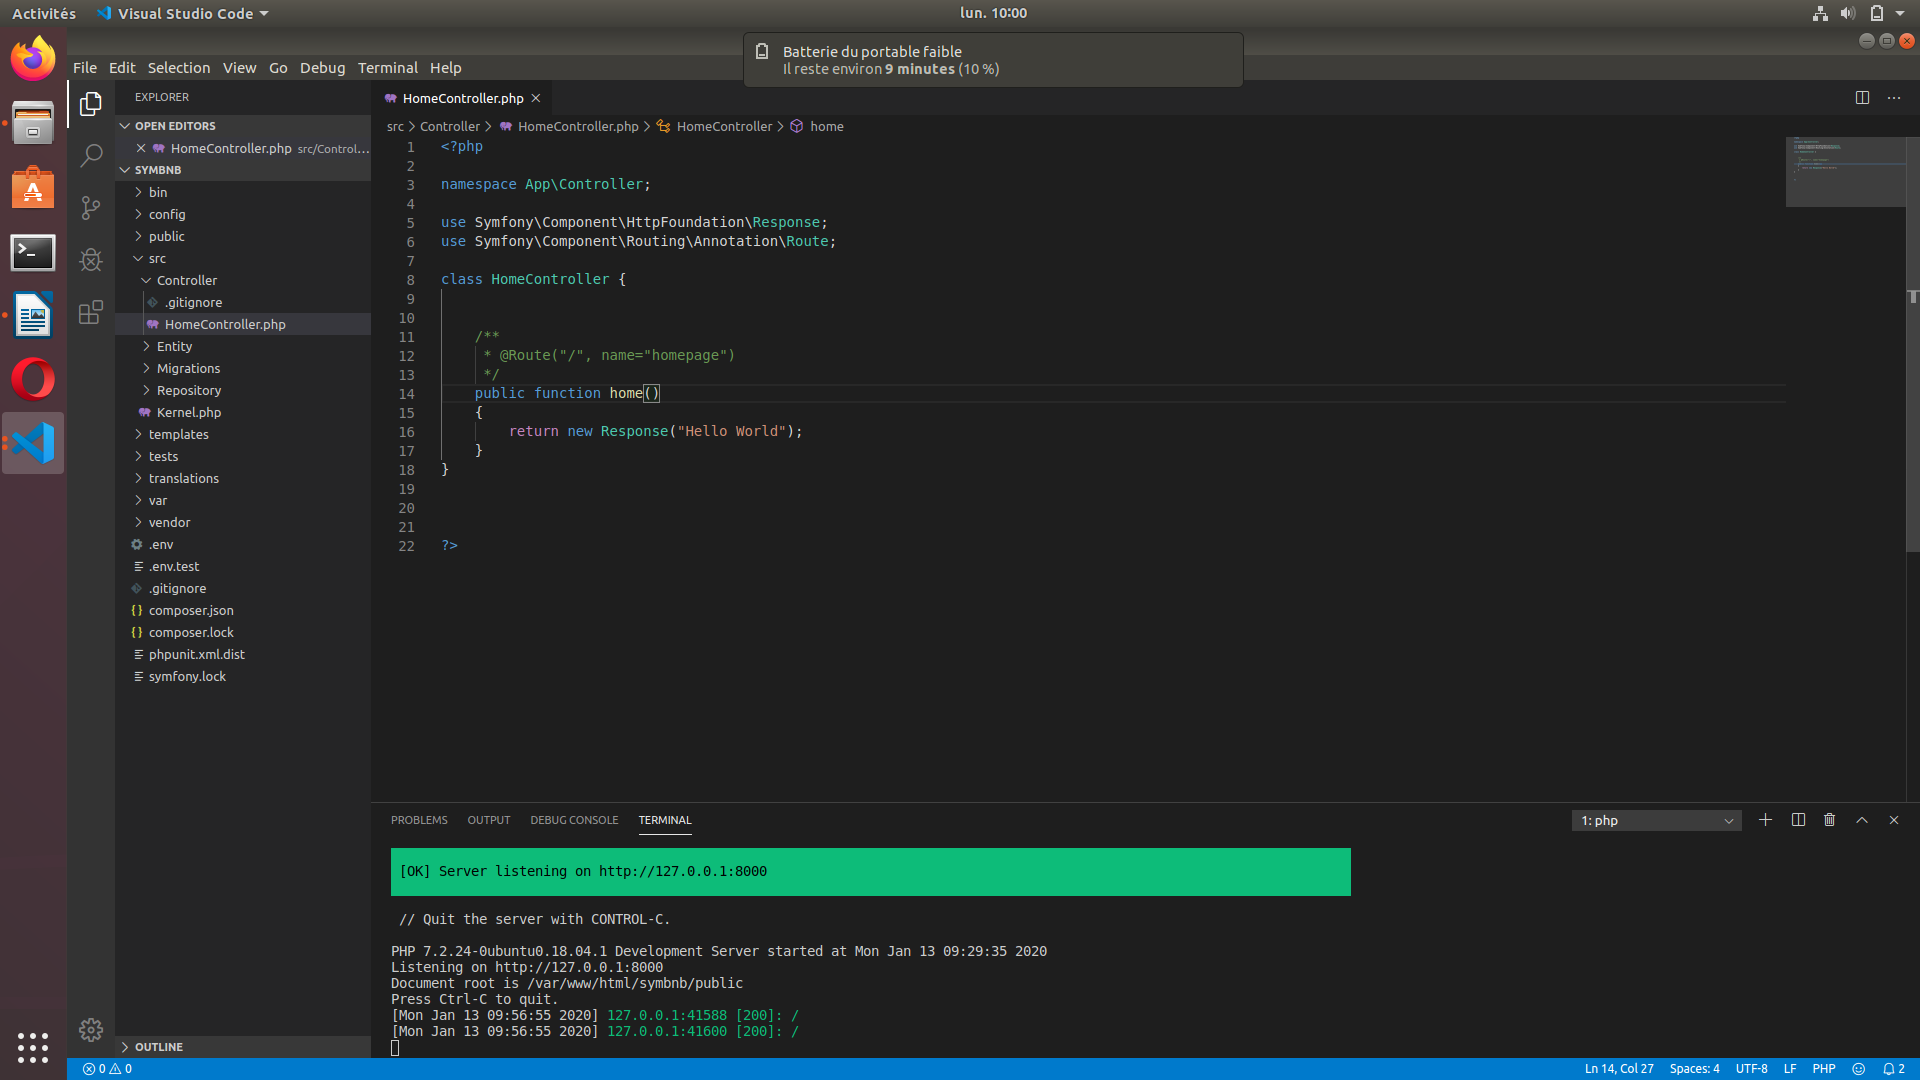 Activités
Visual Studio Code
lun. 10:00
Batterie du portable faible
Il reste environ 9 minutes (10 %)
File Edit Selection View Go Debug Terminal Help
EXPLORER
OPEN EDITORS
HomeController.php src/Control...
SYMBNB
bin
config
public
src
Controller
.gitignore
HomeController.php
Entity
Migrations
Repository
Kernel.php
templates
tests
translations
var
vendor
.env
.env.test
.gitignore
composer.json
composer.lock
phpunit.xml.dist
symfony.lock
OUTLINE
HomeController.php
src > Controller > HomeController.php > HomeController > home
1 <?php
2
3 namespace App\Controller;
4
5 use Symfony\Component\HttpFoundation\Response;
6 use Symfony\Component\Routing\Annotation\Route;
7
8 class HomeController {
9
10
11 /**
12 * @Route("/", name="homepage")
13 */
14 public function home()
15 {
16 return new Response("Hello World");
17 }
18 }
19
20
21
22 ?>
PROBLEMS OUTPUT DEBUG CONSOLE TERMINAL
1: php
[OK] Server listening on http://127.0.0.1:8000
// Quit the server with CONTROL-C.
PHP 7.2.24-0ubuntu0.18.04.1 Development Server started at Mon Jan 13 09:29:35 2020
Listening on http://127.0.0.1:8000
Document root is /var/www/html/symbnb/public
Press Ctrl-C to quit.
[Mon Jan 13 09:56:55 2020] 127.0.0.1:41588 [200]: /
[Mon Jan 13 09:56:55 2020] 127.0.0.1:41600 [200]: /
0 0
Ln 14, Col 27 Spaces: 4 UTF-8 LF PHP 2